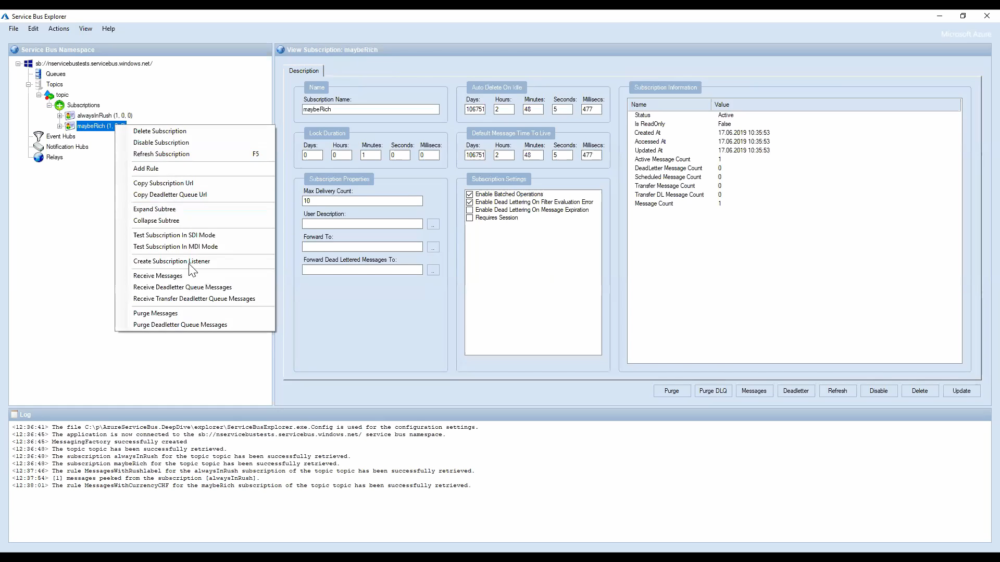 Service Bus Explorer
File Edit Actions View Help
Microsoft Azure
Service Bus Namespace
sb://nservicebustests.servicebus.windows.net/
Queues
Topics
topic
Subscriptions
alwaysInRush (1, 0, 0)
maybeRich (1,
Event Hubs
Notification Hubs
Relays
Delete Subscription
Disable Subscription
Refresh Subscription F5
Add Rule
Copy Subscription Url
Copy Deadletter Queue Url
Expand Subtree
Collapse Subtree
Test Subscription In SDI Mode
Test Subscription In MDI Mode
Create Subscription Listener
Receive Messages
Receive Deadletter Queue Messages
Receive Transfer Deadletter Queue Messages
Purge Messages
Purge Deadletter Queue Messages
View Subscription: maybeRich
Description
Name
Subscription Name:
maybeRich
Lock Duration
Days: Hours: Minutes: Seconds: Millisecs:
0 0 1 0 0
Subscription Properties
Max Delivery Count:
10
User Description:
..
Forward To:
..
Forward Dead Lettered Messages To:
..
Auto Delete On Idle
Days: Hours: Minutes: Seconds: Millisecs:
106751 2 48 5 477
Default Message Time To Live
Days: Hours: Minutes: Seconds: Millisecs:
106751 2 48 5 477
Subscription Settings
Enable Batched Operations
Enable Dead Lettering On Filter Evaluation Error
Enable Dead Lettering On Message Expiration
Requires Session
Subscription Information
Name Value
Status Active
Is ReadOnly False
Created At 17.06.2019 10:35:53
Accessed At 17.06.2019 10:35:53
Updated At 17.06.2019 10:35:53
Active Message Count 1
DeadLetter Message Count 0
Scheduled Message Count 0
Transfer Message Count 0
Transfer DL Message Count 0
Message Count 1
Purge Purge DLQ Messages Deadletter Refresh Disable Delete Update
Log
<12:36:41> The file C:\p\AzureServiceBus.DeepDive\explorer\ServiceBusExplorer.exe.Config is used for the configuration settings.
<12:36:45> The application is now connected to the sb://nservicebustests.servicebus.windows.net/ service bus namespace.
<12:36:45> MessagingFactory successfully created
<12:36:48> The topic topic has been successfully retrieved.
<12:36:48> The subscription alwaysInRush for the topic topic has been successfully retrieved.
<12:36:48> The subscription maybeRich for the topic topic has been successfully retrieved.
<12:37:46> The rule MessagesWithRushlabel for the alwaysInRush subscription of the topic topic has been successfully retrieved.
<12:37:54> [1] messages peeked from the subscription [alwaysInRush].
<12:38:01> The rule MessagesWithCurrencyCHF for the maybeRich subscription of the topic topic has been successfully retrieved.